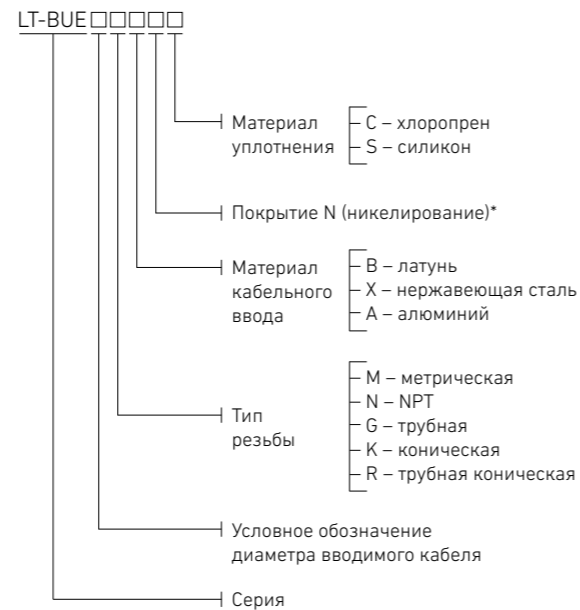 LT-BUE□□□□□
Материал
уплотнения
C – хлоропрен
S – силикон
Покрытие N (никелирование)*
Материал
кабельного
ввода
B – латунь
X – нержавеющая сталь
A – алюминий
Тип
резьбы
M – метрическая
N – NPT
G – трубная
K – коническая
R – трубная коническая
Условное обозначение
диаметра вводимого кабеля
Серия